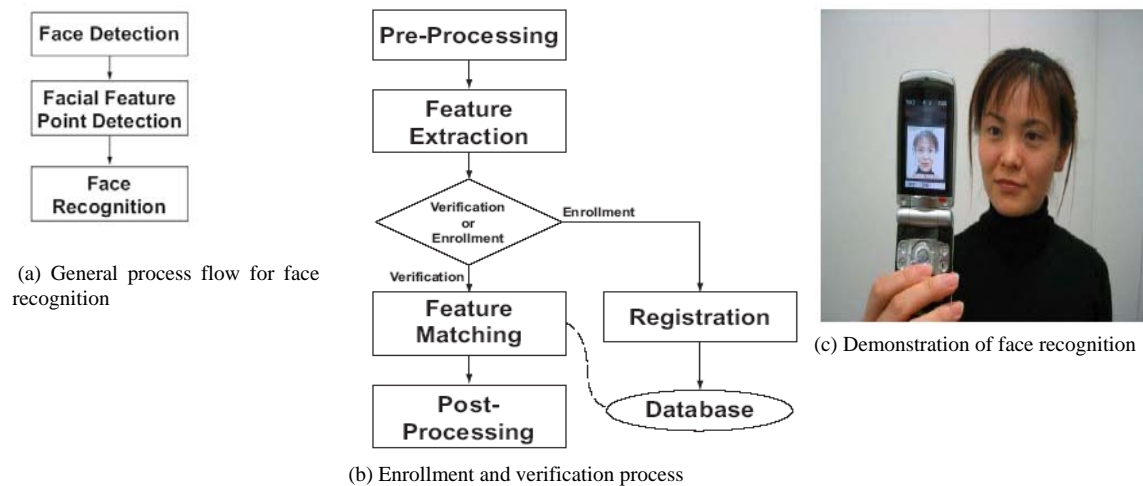 Face Detection
Facial Feature
Point Detection
Face
Recognition
(a) General process flow for face
recognition
Pre-Processing
Feature
Extraction
Verification
or
Enrollment
Enrollment
Verification
Feature
Matching
Registration
Post-
Processing
Database
(b) Enrollment and verification process
(c) Demonstration of face recognition